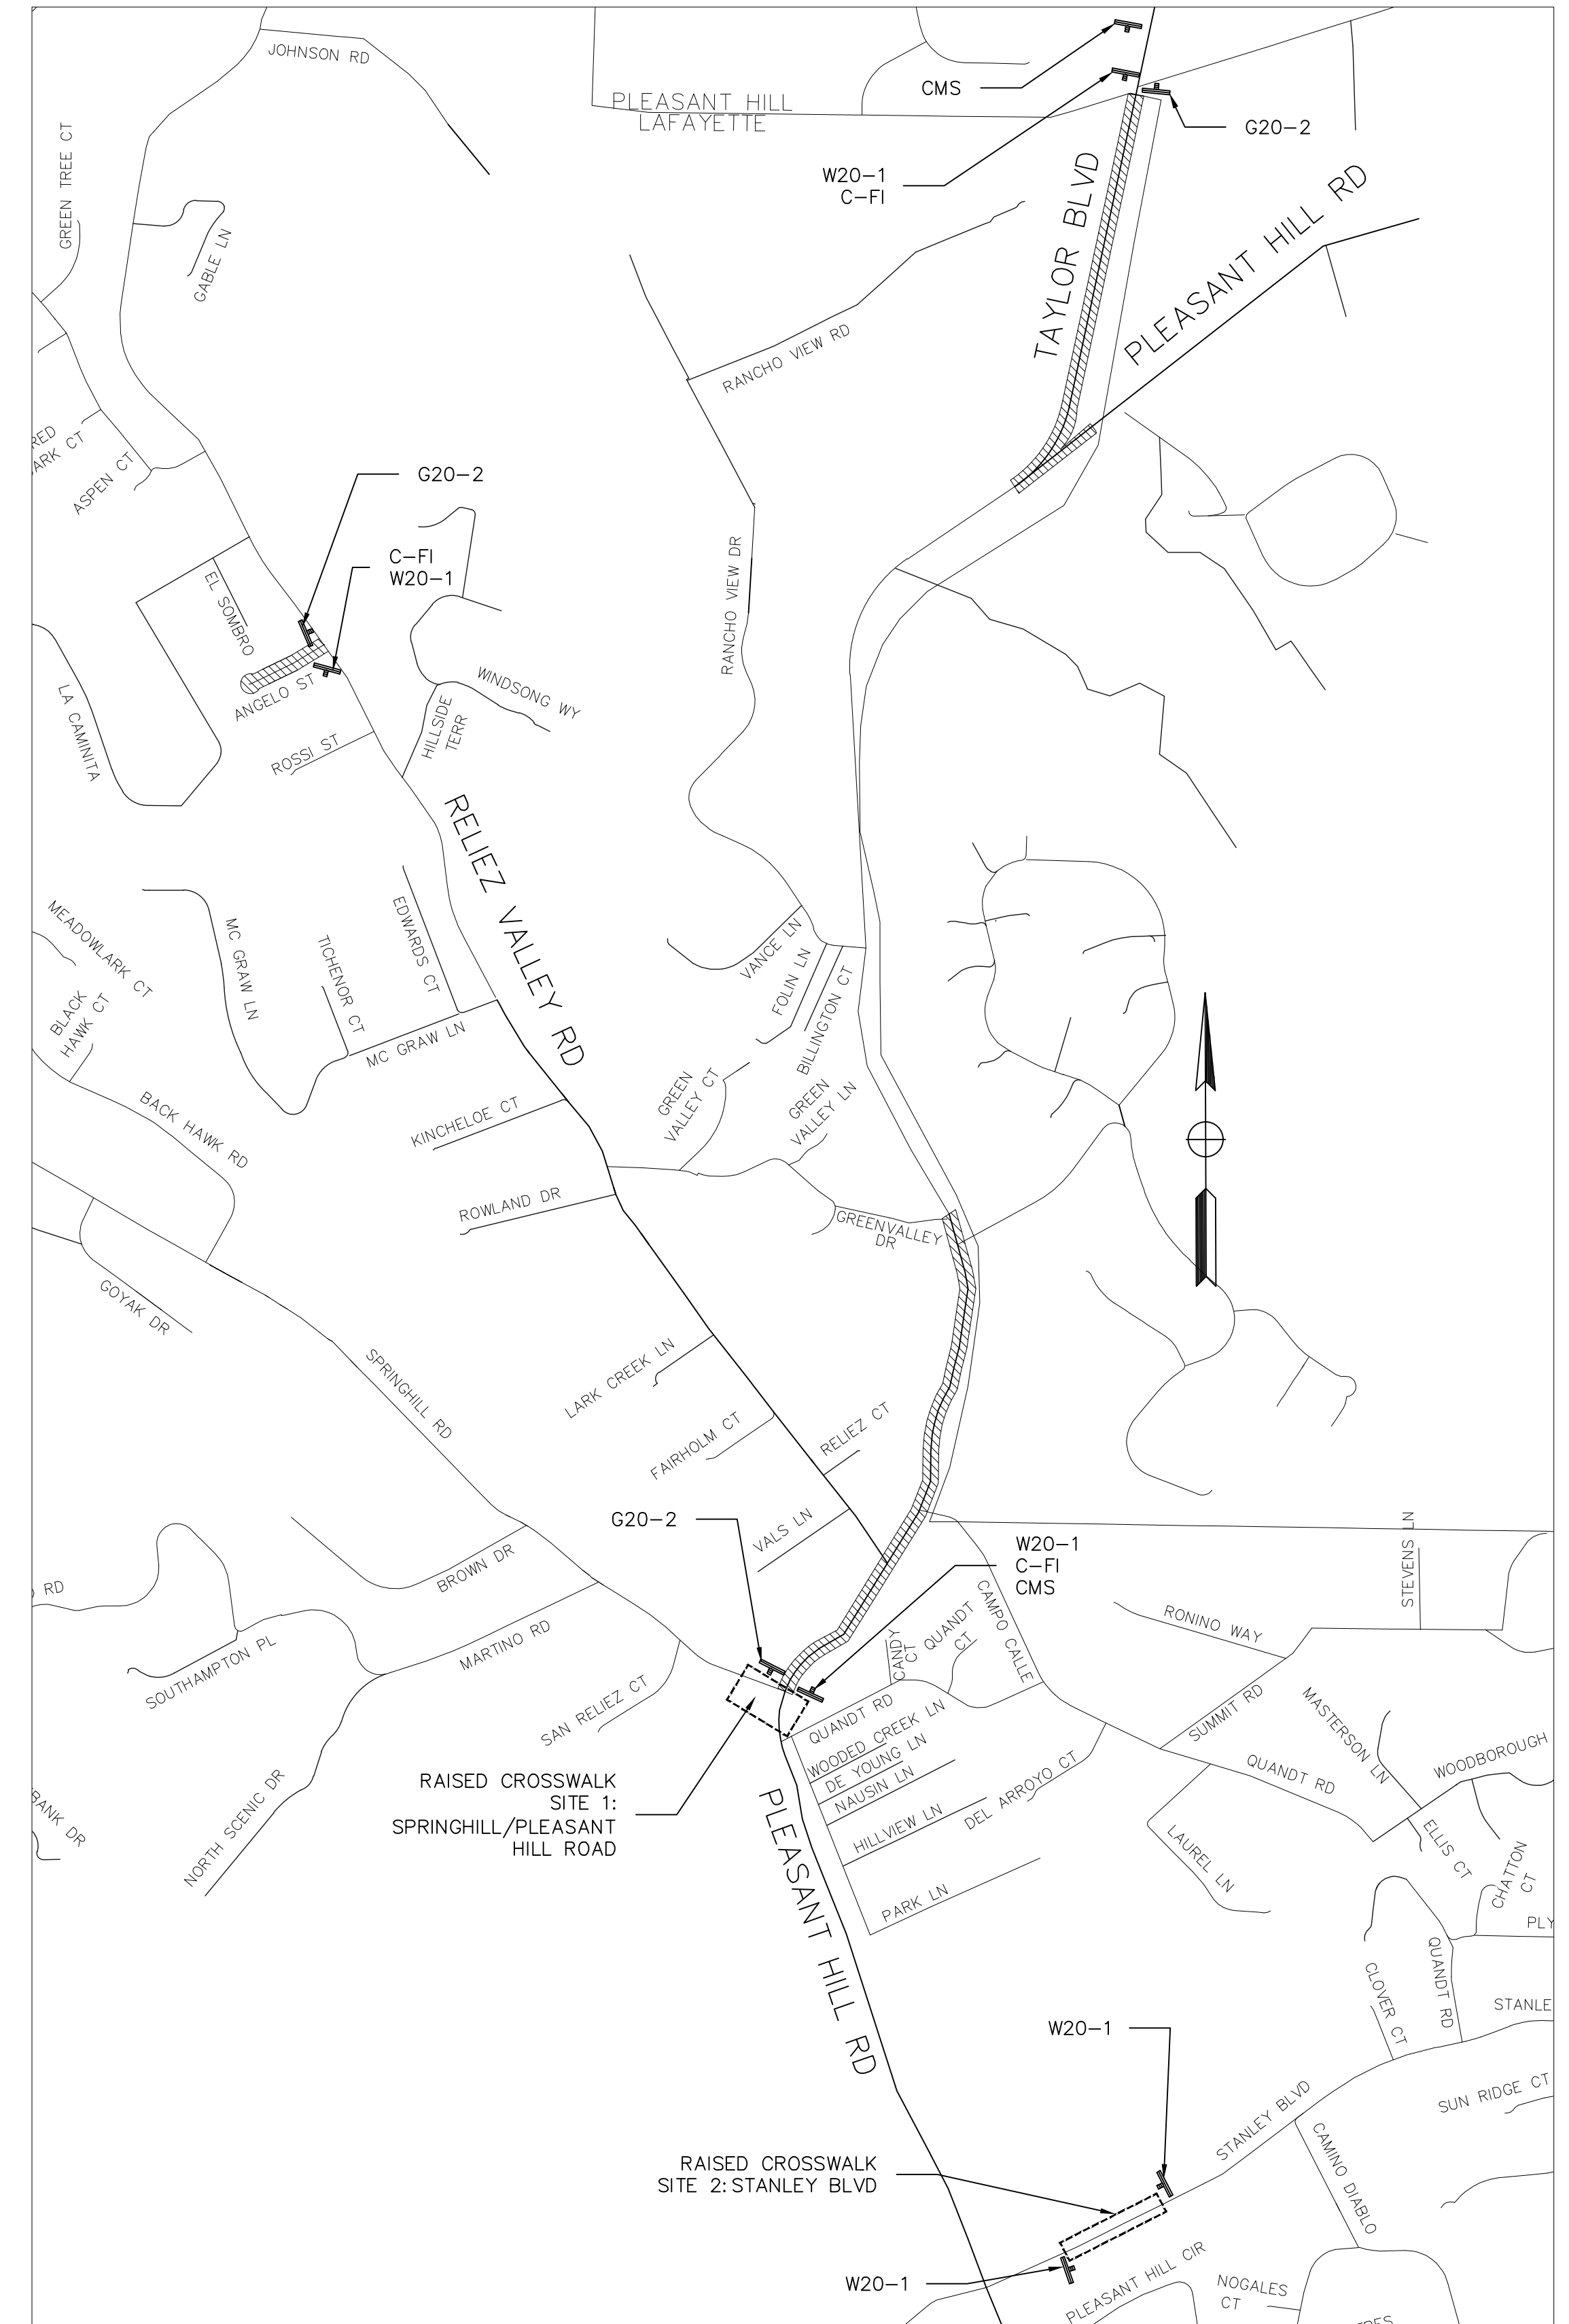 JOHNSON RD
CMS
PLEASANT HILL
LAFAYETTE
G20-2
W20-1
C-FI
GREEN TREE CT
GABLE LN
TAYLOR BLVD
PLEASANT HILL RD
RANCHO VIEW RD
RED
ARK CT
ASPEN CT
G20-2
C-FI
W20-1
EL SOMBRO
RANCHO VIEW DR
ANGELO ST
WINDSONG WY
LA CAMINITA
HILLSIDE
TERR
ROSSI ST
RELIEZ VALLEY RD
MEADOWLARK CT
MC GRAW LN
EDWARDS CT
TICHENOR CT
VANCE LN
FOLIN LN
BILLINGTON CT
BLACK
HAWK CT
MC GRAW LN
GREEN
VALLEY CT
GREEN
VALLEY LN
BACK HAWK RD
KINCHELOE CT
ROWLAND DR
GREENVALLEY
DR
GOYAK DR
SPRINGHILL RD
LARK CREEK LN
FAIRHOLM CT
RELIEZ CT
G20-2
VALS LN
W20-1
C-FI
CMS
STEVENS LN
RD
BROWN DR
MARTINO RD
SOUTHAMPTON PL
SAN RELIEZ CT
CANDY
CT
QUANDT
CT
CAMPO CALLE
RONINO WAY
QUANDT RD
WOODED CREEK LN
DE YOUNG LN
NAUSIN LN
HILLVIEW LN
DEL ARROYO CT
PARK LN
SUMMIT RD
MASTERSON LN
WOODBOROUGH
QUANDT RD
RAISED CROSSWALK
SITE 1:
SPRINGHILL/PLEASANT
HILL ROAD
NORTH SCENIC DR
BANK DR
PLEASANT HILL RD
LAUREL LN
ELLIS CT
CHATTON
CT
PLY
QUANDT RD
CLOVER CT
STANLE
W20-1
SUN RIDGE CT
STANLEY BLVD
CAMINO DIABLO
RAISED CROSSWALK
SITE 2: STANLEY BLVD
W20-1
PLEASANT HILL CIR
NOGALES
CT